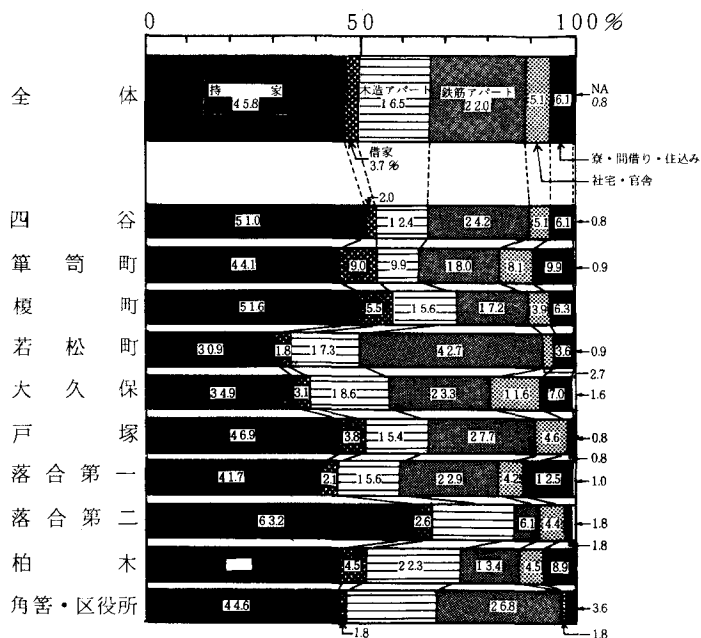 0 50 100%
全体 持家 45.8 木造アパート 16.5 鉄筋アパート 22.0 5.1 6.1 NA 0.8
借家 3.7%
寮・間借り・住込み
社宅・官舎
2.0
四谷 51.0 12.4 24.2 5.1 6.1 0.8
箪笥町 44.1 9.0 9.9 18.0 8.1 9.9 0.9
榎町 51.6 5.5 15.6 17.2 3.9 6.3
若松町 30.9 1.8 17.3 42.7 3.6 0.9
2.7
大久保 34.9 3.1 18.6 23.3 11.6 7.0 1.6
戸塚 46.9 3.8 15.4 27.7 4.6 0.8
0.8
落合第一 41.7 2.1 15.6 22.9 4.2 12.5 1.0
落合第二 63.2 2.6 6.1 4.4 1.8
1.8
柏木 4.5 22.3 13.4 4.5 8.9
角筈・区役所 44.6 26.8 3.6
1.8 1.8